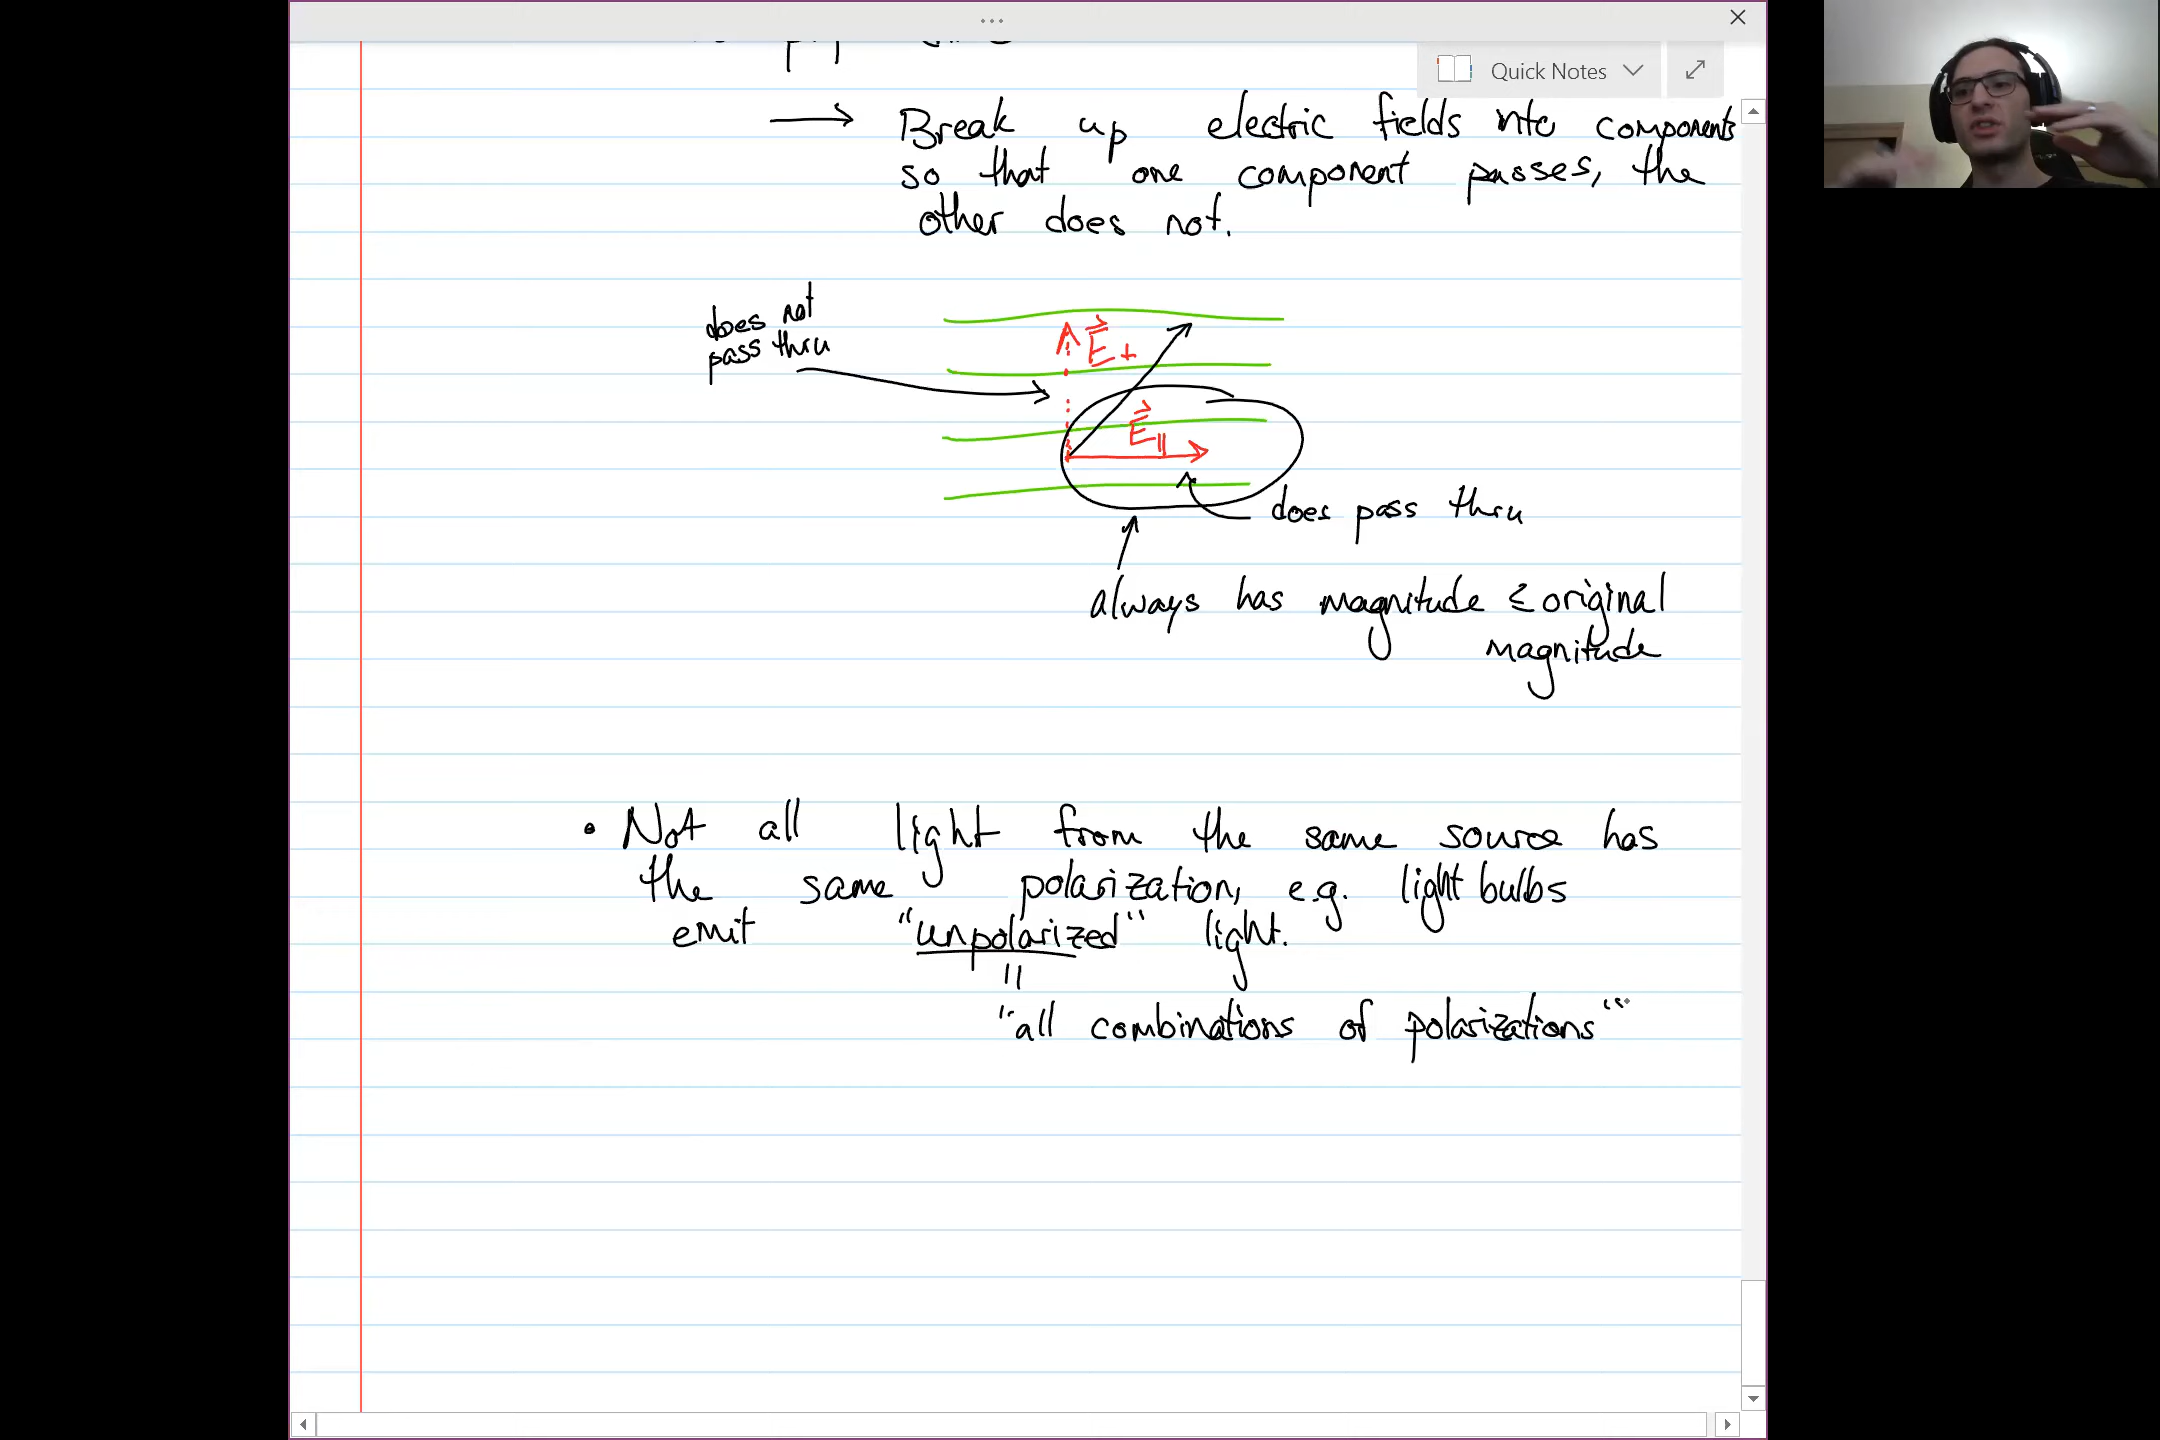 Quick Notes
Break up electric fields into components
so that one component passes, the
other does not.
does not
pass thru
E⊥
E||
does pass thru
always has magnitude ≤ original
magnitude
• Not all light from the same source has
the same polarization, e.g. light bulbs
emit "unpolarized" light.
"all combinations of polarizations"